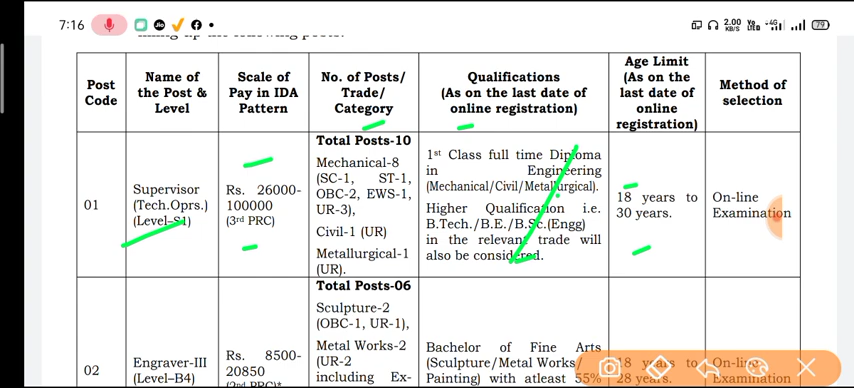 7:16
2.00
KB/S
Vo
LTE
4G
79
Post
Code
Name of
the Post &
Level
Scale of
Pay in IDA
Pattern
No. of Posts/
Trade/
Category
Qualifications
(As on the last date of
online registration)
Age Limit
(As on the
last date of
online
registration)
Method of
selection
01
Supervisor
(Tech.Oprs.)
(Level–S1)
Rs. 26000-
100000
(3rd PRC)
Total Posts-10
Mechanical-8
(SC-1, ST-1,
OBC-2, EWS-1,
UR-3),
Civil-1 (UR)
Metallurgical-1
(UR).
1st Class full time Diploma
in Engineering
(Mechanical/Civil/Metallurgical).
Higher Qualification i.e.
B.Tech./B.E./B.Sc.(Engg)
in the relevant trade will
also be considered.
18 years to
30 years.
On-line
Examination
02
Engraver-III
(Level–B4)
Rs. 8500-
20850
(2nd PRC)*
Total Posts-06
Sculpture-2
(OBC-1, UR-1),
Metal Works-2
(UR-2
including Ex-
Bachelor of Fine Arts
(Sculpture/Metal Works/
Painting) with atleast 55%
18 years to
28 years.
On-line
Examination